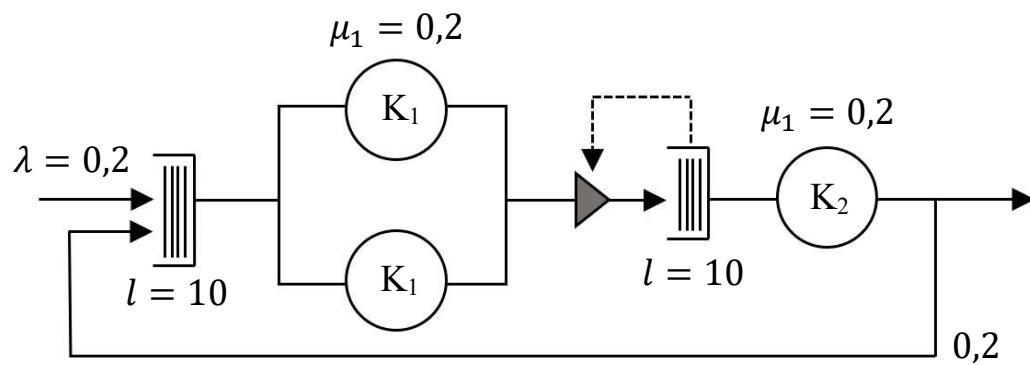 μ₁ = 0,2
K₁
λ = 0,2
l = 10
K₁
l = 10
μ₁ = 0,2
K₂
0,2